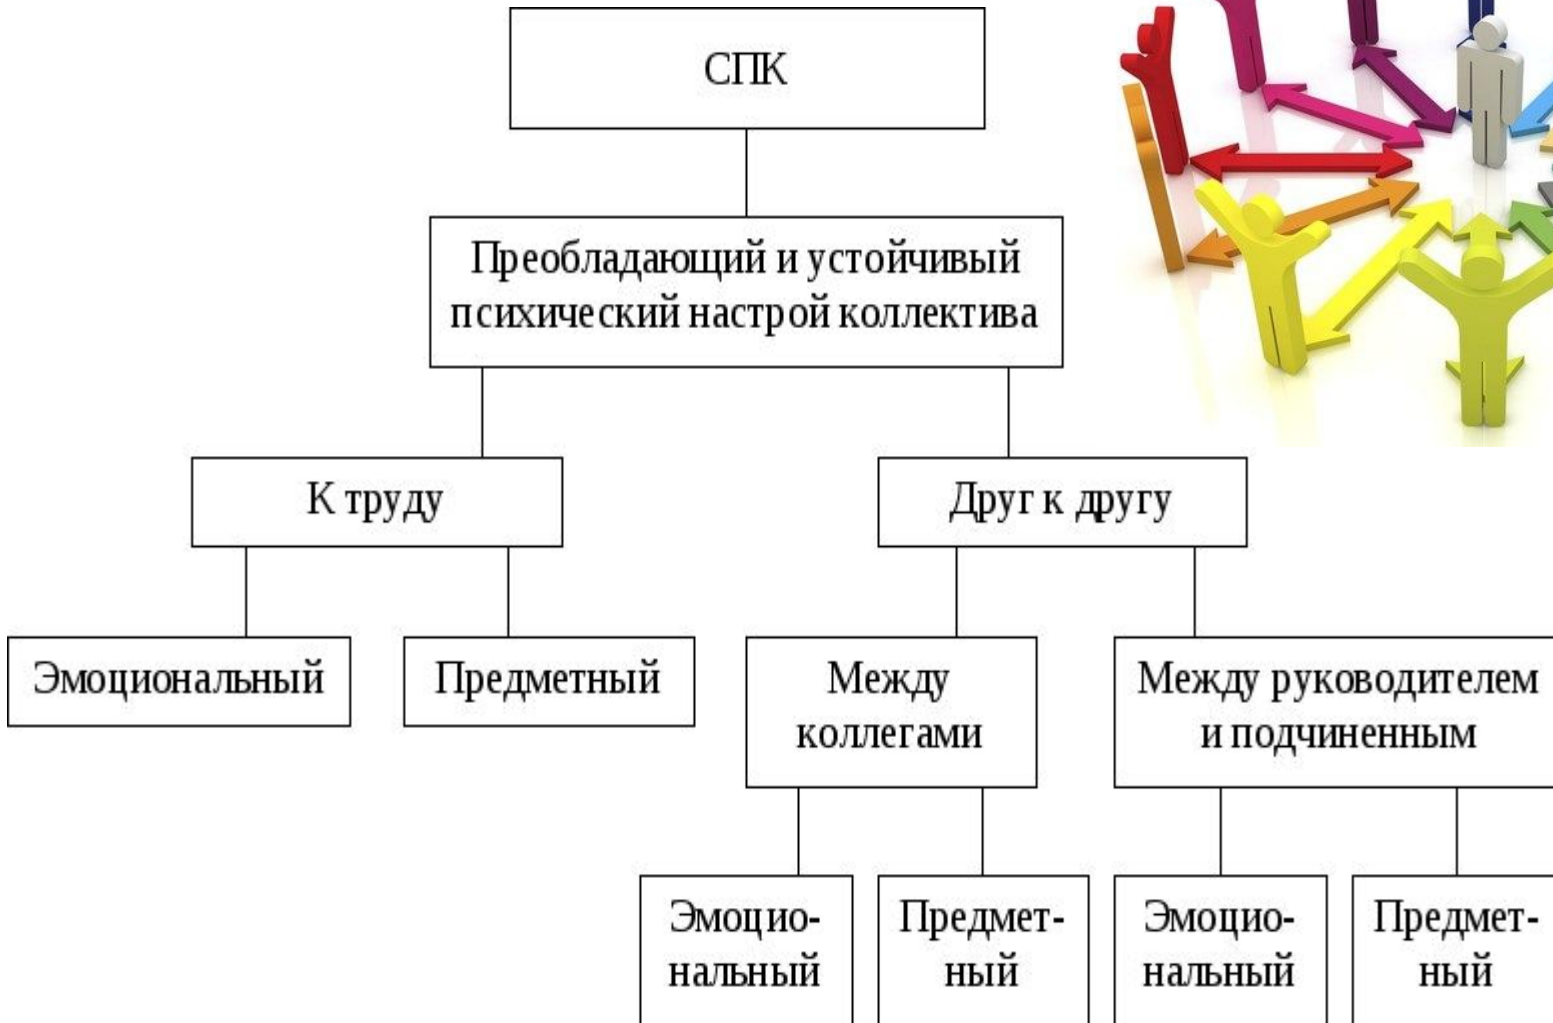 СПК
Преобладающий и устойчивый
психический настрой коллектива
К труду
Друг к другу
Эмоциональный
Предметный
Между
коллегами
Между руководителем
и подчиненным
Эмоцио-
нальный
Предмет-
ный
Эмоцио-
нальный
Предмет-
ный